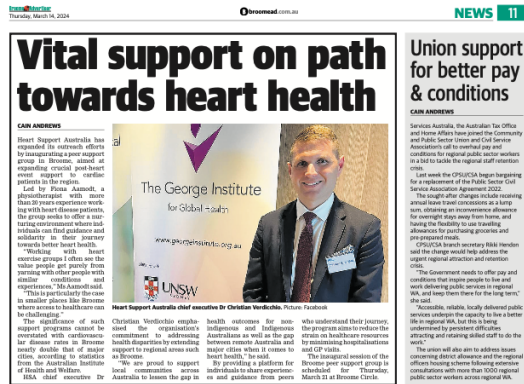 Broome Advertiser
Thursday, March 14, 2024
broomead.com.au
NEWS 11
Vital support on path
towards heart health
CAIN ANDREWS
Heart Support Australia has
expanded its outreach efforts
by inaugurating a peer support
group in Broome, aimed at
expanding crucial post-heart
event support to cardiac
patients in the region.
Led by Fiona Aamodt, a
physiotherapist with more
than 26 years experience work-
ing with heart disease patients,
the group seeks to offer a nur-
turing environment where indi-
viduals can find guidance and
solidarity in their journey
towards better heart health.
"Working with heart
exercise groups I often see the
value people get purely from
yarning with other people with
similar conditions and
experiences," Ms Aamodt said.
"This is particularly the case
in smaller places like Broome
where access to healthcare can
be challenging."
The significance of such
support programs cannot be
overstated with cardiovascu-
lar disease rates in Broome
nearly double that of major
cities, according to statistics
from the Australian Institute
of Health and Welfare.
HSA chief executive Dr
The George Institute
for Global Health
www.georgeinstitute.org.au
UNSW
Heart Support Australia chief executive Dr Christian Verdicchio. Picture: Facebook
Christian Verdicchio empha-
sised the organisation's
commitment to addressing
health disparities by extending
support to regional areas such
as Broome.
"We are proud to support
local communities across
Australia to lessen the gap in
health outcomes for non-
indigenous and Indigenous
Australians as well as the gap
between remote Australia and
major cities when it comes to
heart health," he said.
By providing a platform for
individuals to share experienc-
es and guidance from peers
who understand their journey,
the program aims to reduce the
strain on healthcare resources
by minimising hospitalisations
and GP visits.
The inaugural session of the
Broome peer support group is
scheduled for Thursday,
March 21 at Broome Circle.
Union support
for better pay
& conditions
CAIN ANDREWS
Services Australia, the Australian Tax Office
and Home Affairs have joined the Community
and Public Sector Union and Civil Service
Association's call to overhaul pay and
conditions for regional public sector workers
in a bid to tackle the regional staff retention
crisis.
Last week the CPSU/CSA begun bargaining
for a replacement of the Public Sector Civil
Service Association Agreement 2022.
The sought after changes include receiving
annual leave travel concessions as a lump
sum, obtaining an inconvenience allowance
for overnight stays away from home, and
having the flexibility to use travelling
allowances for purchasing groceries and
pre-prepared meals.
CPSU/CSA branch secretary Rikki Hendon
said the change would help address the
urgent regional attraction and retention
crisis.
"The Government needs to offer pay and
conditions that inspire people to live and
work delivering public services in regional
WA, and keep them there for the long term,"
she said.
"Accessible, reliable, locally delivered public
services underpin the capacity to live a better
life in regional WA, but this is being
undermined by persistent difficulties
attracting and retaining skilled staff to do the
work."
The union will also aim to address issues
concerning district allowance and the regional
officers housing scheme following extensive
consultations with more than 1000 regional
public sector workers across regional WA.